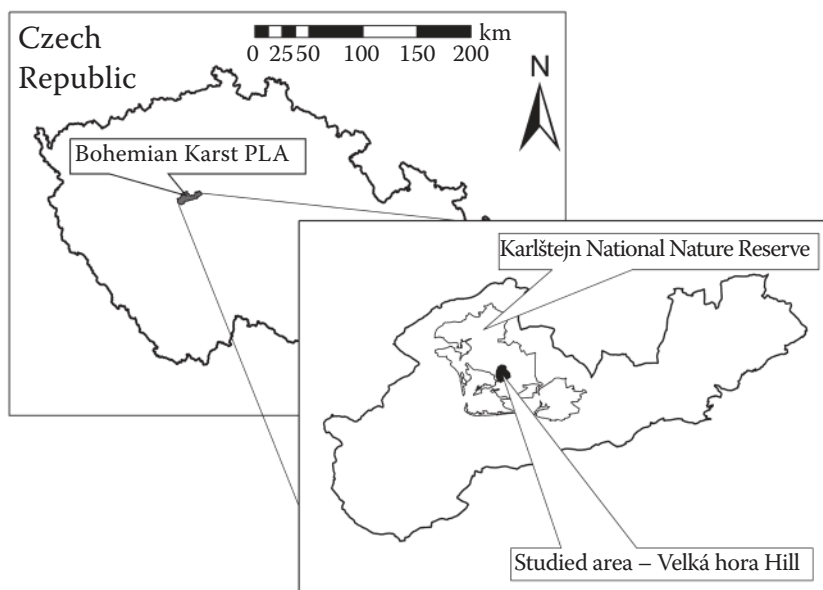 Czech
Republic
km
0 25 50 100 150 200
N
Bohemian Karst PLA
Karlštejn National Nature Reserve
Studied area – Velká hora Hill